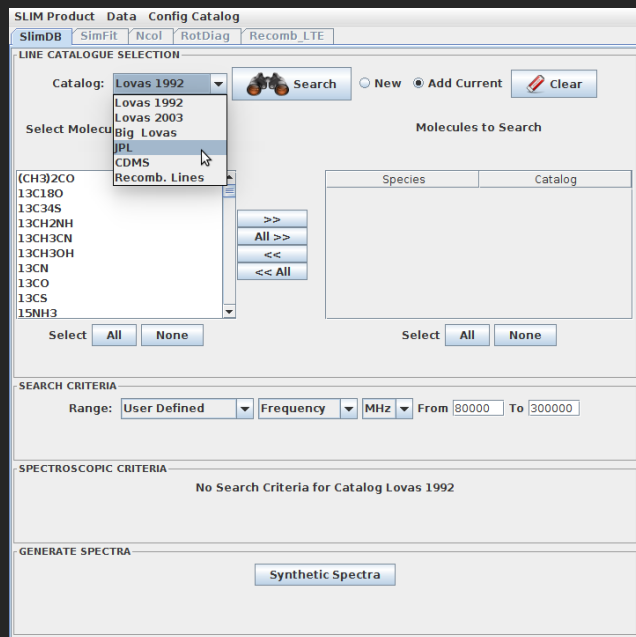 SLIM Product Data Config Catalog
SlimDB SimFit Ncol RotDiag Recomb_LTE
LINE CATALOGUE SELECTION
Catalog: Lovas 1992 Search New Add Current Clear
Lovas 1992
Lovas 2003
Big Lovas
JPL
CDMS
Recomb. Lines
Select Molecu
Molecules to Search
(CH3)2CO
13C18O
13C34S
13CH2NH
13CH3CN
13CH3OH
13CN
13CO
13CS
15NH3
>>
All >>
<<
<< All
Species Catalog
Select All None
Select All None
SEARCH CRITERIA
Range: User Defined Frequency MHz From 80000 To 300000
SPECTROSCOPIC CRITERIA
No Search Criteria for Catalog Lovas 1992
GENERATE SPECTRA
Synthetic Spectra